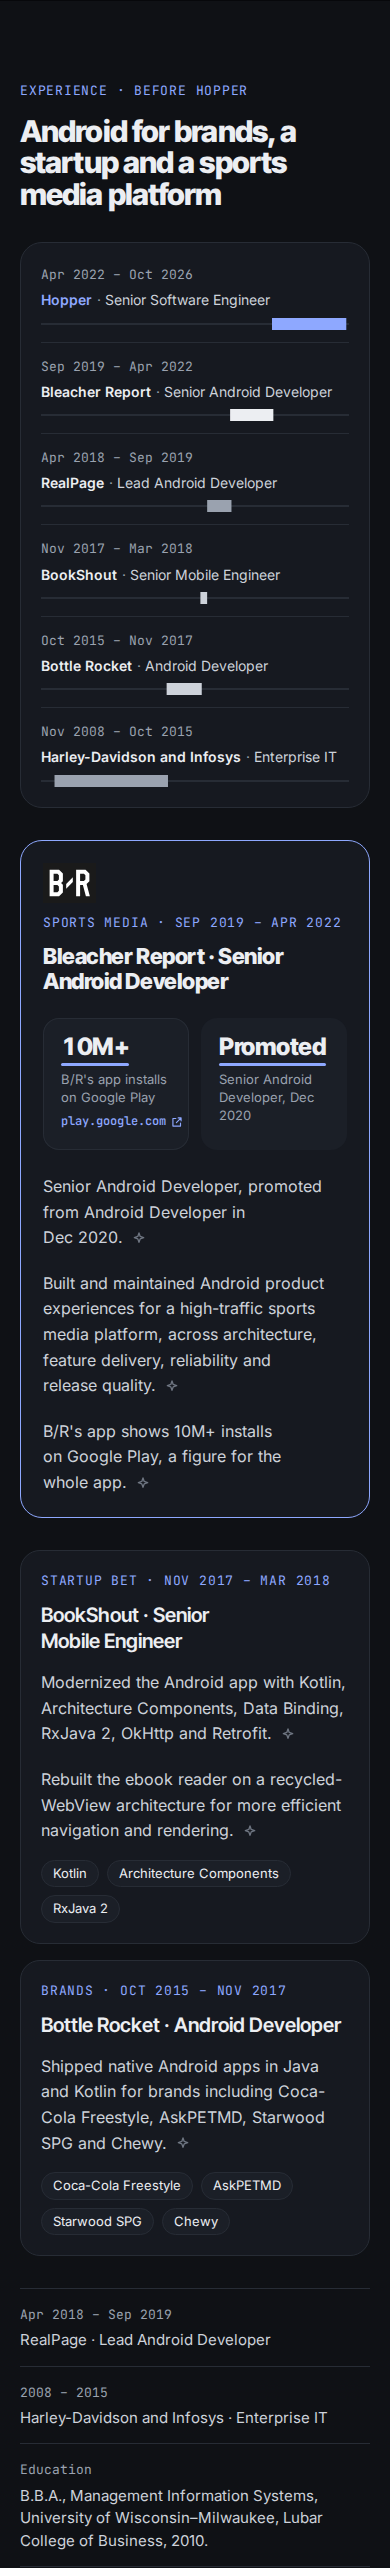 EXPERIENCE · BEFORE HOPPER
Android for brands, a
startup and a sports
media platform
Apr 2022 – Oct 2026
Hopper · Senior Software Engineer
Sep 2019 – Apr 2022
Bleacher Report · Senior Android Developer
Apr 2018 – Sep 2019
RealPage · Lead Android Developer
Nov 2017 – Mar 2018
BookShout · Senior Mobile Engineer
Oct 2015 – Nov 2017
Bottle Rocket · Android Developer
Nov 2008 – Oct 2015
Harley-Davidson and Infosys · Enterprise IT
B/R
SPORTS MEDIA · SEP 2019 – APR 2022
Bleacher Report · Senior
Android Developer
10M+
B/R's app installs
on Google Play
play.google.com
Promoted
Senior Android
Developer, Dec
2020
Senior Android Developer, promoted
from Android Developer in
Dec 2020.
Built and maintained Android product
experiences for a high-traffic sports
media platform, across architecture,
feature delivery, reliability and
release quality.
B/R's app shows 10M+ installs
on Google Play, a figure for the
whole app.
STARTUP BET · NOV 2017 – MAR 2018
BookShout · Senior
Mobile Engineer
Modernized the Android app with Kotlin,
Architecture Components, Data Binding,
RxJava 2, OkHttp and Retrofit.
Rebuilt the ebook reader on a recycled-
WebView architecture for more efficient
navigation and rendering.
Kotlin Architecture Components
RxJava 2
BRANDS · OCT 2015 – NOV 2017
Bottle Rocket · Android Developer
Shipped native Android apps in Java
and Kotlin for brands including Coca-
Cola Freestyle, AskPETMD, Starwood
SPG and Chewy.
Coca-Cola Freestyle AskPETMD
Starwood SPG Chewy
Apr 2018 – Sep 2019
RealPage · Lead Android Developer
2008 – 2015
Harley-Davidson and Infosys · Enterprise IT
Education
B.B.A., Management Information Systems,
University of Wisconsin–Milwaukee, Lubar
College of Business, 2010.